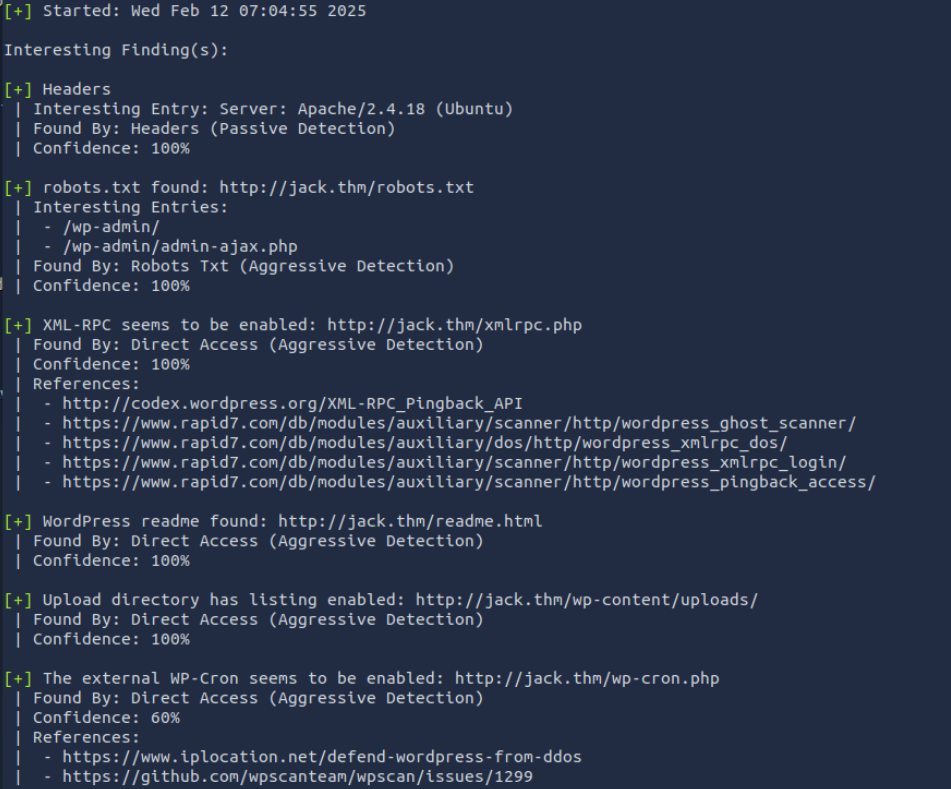 [+] Started: Wed Feb 12 07:04:55 2025
Interesting Finding(s):
[+] Headers
| Interesting Entry: Server: Apache/2.4.18 (Ubuntu)
| Found By: Headers (Passive Detection)
| Confidence: 100%
[+] robots.txt found: http://jack.thm/robots.txt
| Interesting Entries:
|  - /wp-admin/
|  - /wp-admin/admin-ajax.php
| Found By: Robots Txt (Aggressive Detection)
| Confidence: 100%
[+] XML-RPC seems to be enabled: http://jack.thm/xmlrpc.php
| Found By: Direct Access (Aggressive Detection)
| Confidence: 100%
| References:
|  - http://codex.wordpress.org/XML-RPC_Pingback_API
|  - https://www.rapid7.com/db/modules/auxiliary/scanner/http/wordpress_ghost_scanner/
|  - https://www.rapid7.com/db/modules/auxiliary/dos/http/wordpress_xmlrpc_dos/
|  - https://www.rapid7.com/db/modules/auxiliary/scanner/http/wordpress_xmlrpc_login/
|  - https://www.rapid7.com/db/modules/auxiliary/scanner/http/wordpress_pingback_access/
[+] WordPress readme found: http://jack.thm/readme.html
| Found By: Direct Access (Aggressive Detection)
| Confidence: 100%
[+] Upload directory has listing enabled: http://jack.thm/wp-content/uploads/
| Found By: Direct Access (Aggressive Detection)
| Confidence: 100%
[+] The external WP-Cron seems to be enabled: http://jack.thm/wp-cron.php
| Found By: Direct Access (Aggressive Detection)
| Confidence: 60%
| References:
|  - https://www.iplocation.net/defend-wordpress-from-ddos
|  - https://github.com/wpscanteam/wpscan/issues/1299